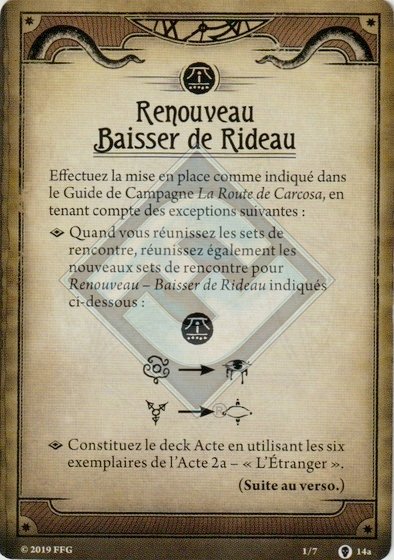 Renouveau
Baisser de Rideau
Effectuez la mise en place comme indiqué dans
le Guide de Campagne La Route de Carcosa, en
tenant compte des exceptions suivantes :
Quand vous réunissez les sets de
rencontre, réunissez également les
nouveaux sets de rencontre pour
Renouveau – Baisser de Rideau indiqués
ci-dessous :
Constituez le deck Acte en utilisant les six
exemplaires de l'Acte 2a – « L'Étranger ».
(Suite au verso.)
© 2019 FFG
1/7
14a